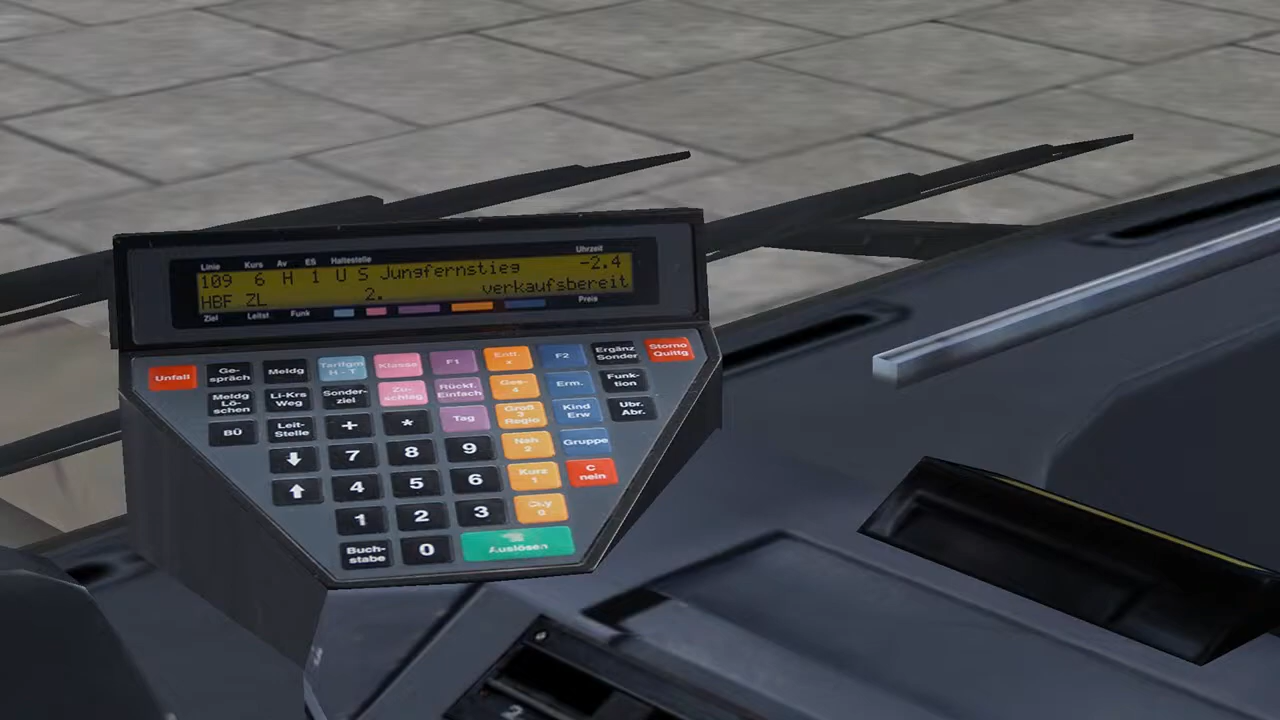 Uhrzeit
Linie Kurs Av ES Haltestelle
109 6 H 1 U S Jungfernstieg -2.4
HBF ZL 2. verkaufsbereit
Ziel Leitst. Funk Preis
Unfall
Ge-
spräch
Meldg
Tarifgm
H - T
Klasse
F1
Entf.
x
F2
Ergänz
Sonder
Storno
Quittg
Meldg
Lö-
schen
Li-Krs
Weg
Sonder-
ziel
Zu-
schlag
Rückf.
Einfach
Ges-
4
Erm.
Funk-
tion
BÜ
Leit-
Stelle
+
*
Tag
Groß
3
Regio
Kind
Erw
Ubr.
Abr.
7
8
9
Nah
2
Gruppe
4
5
6
Kurz
1
C
nein
1
2
3
City
0
Buch-
stabe
0
Auslösen
2